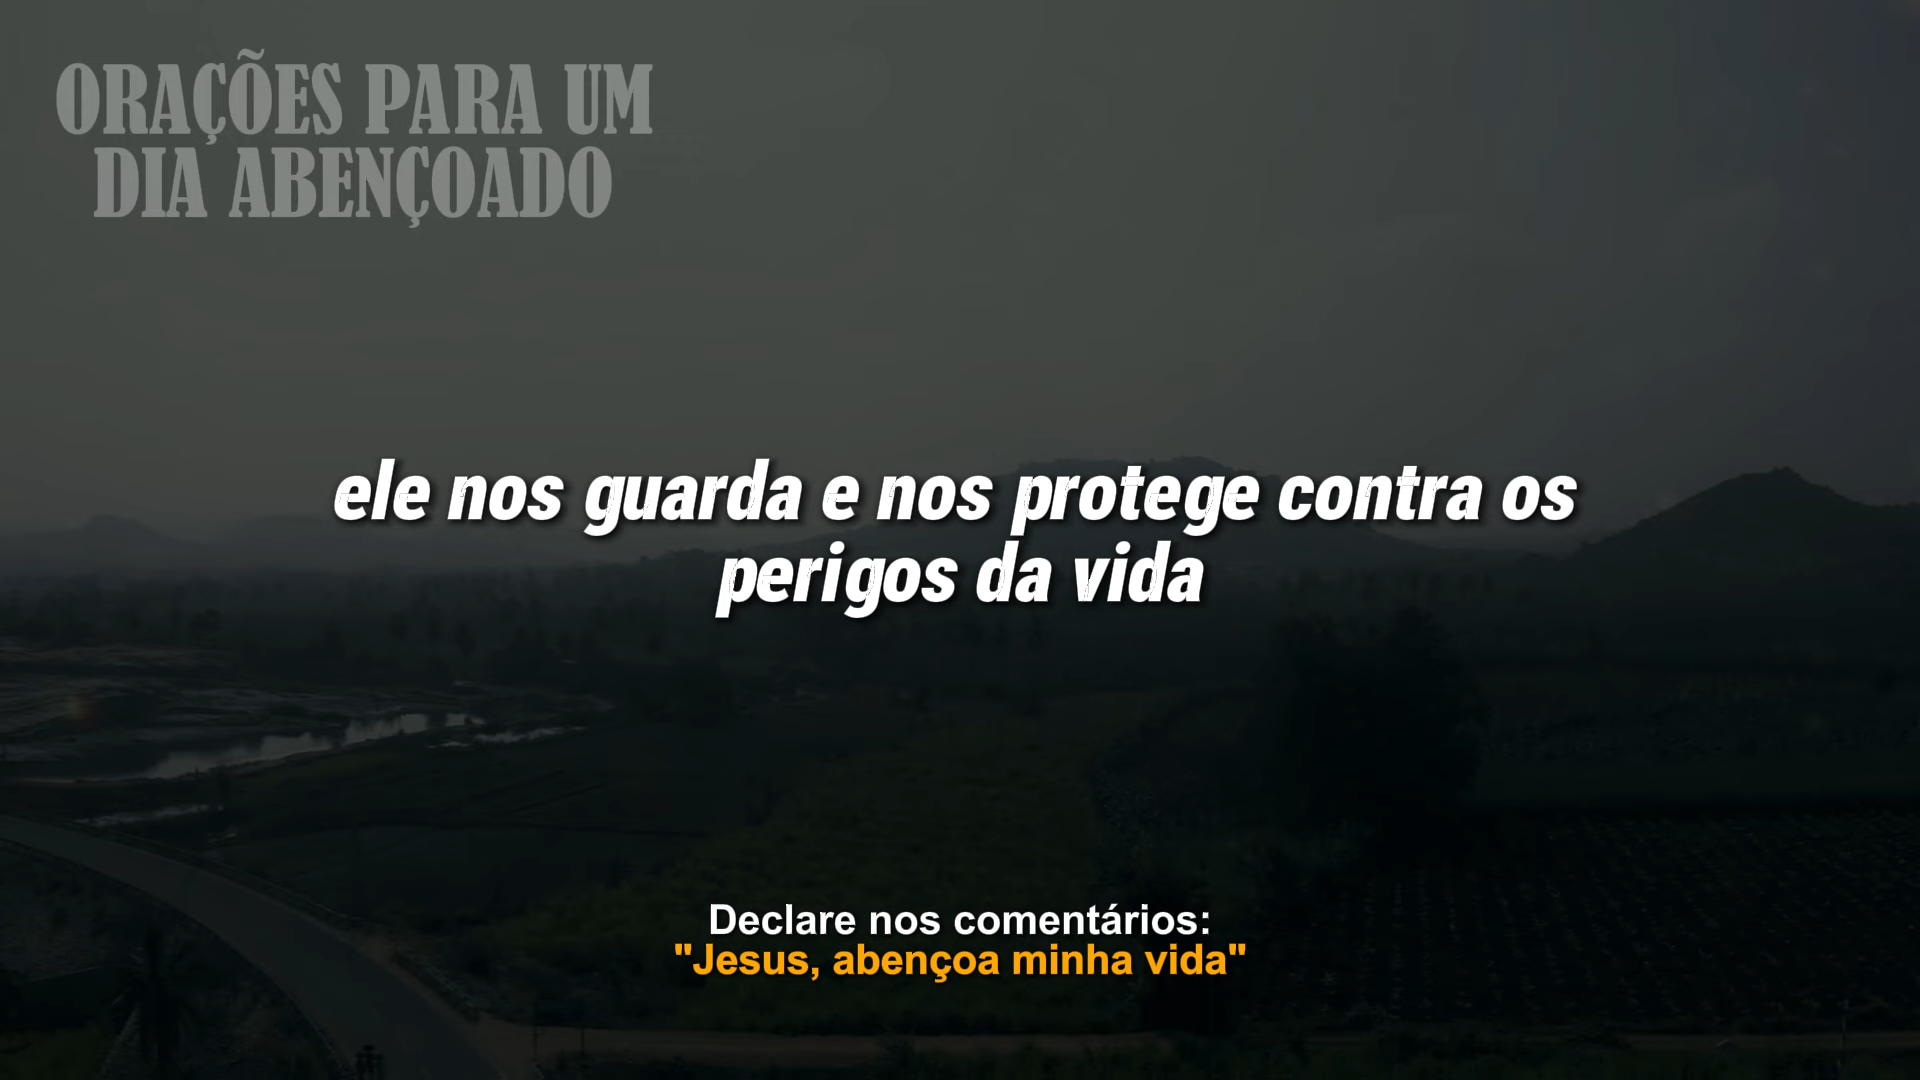 ORAÇÕES PARA UM
DIA ABENÇOADO
ele nos guarda e nos protege contra os
perigos da vida
Declare nos comentários:
"Jesus, abençoa minha vida"